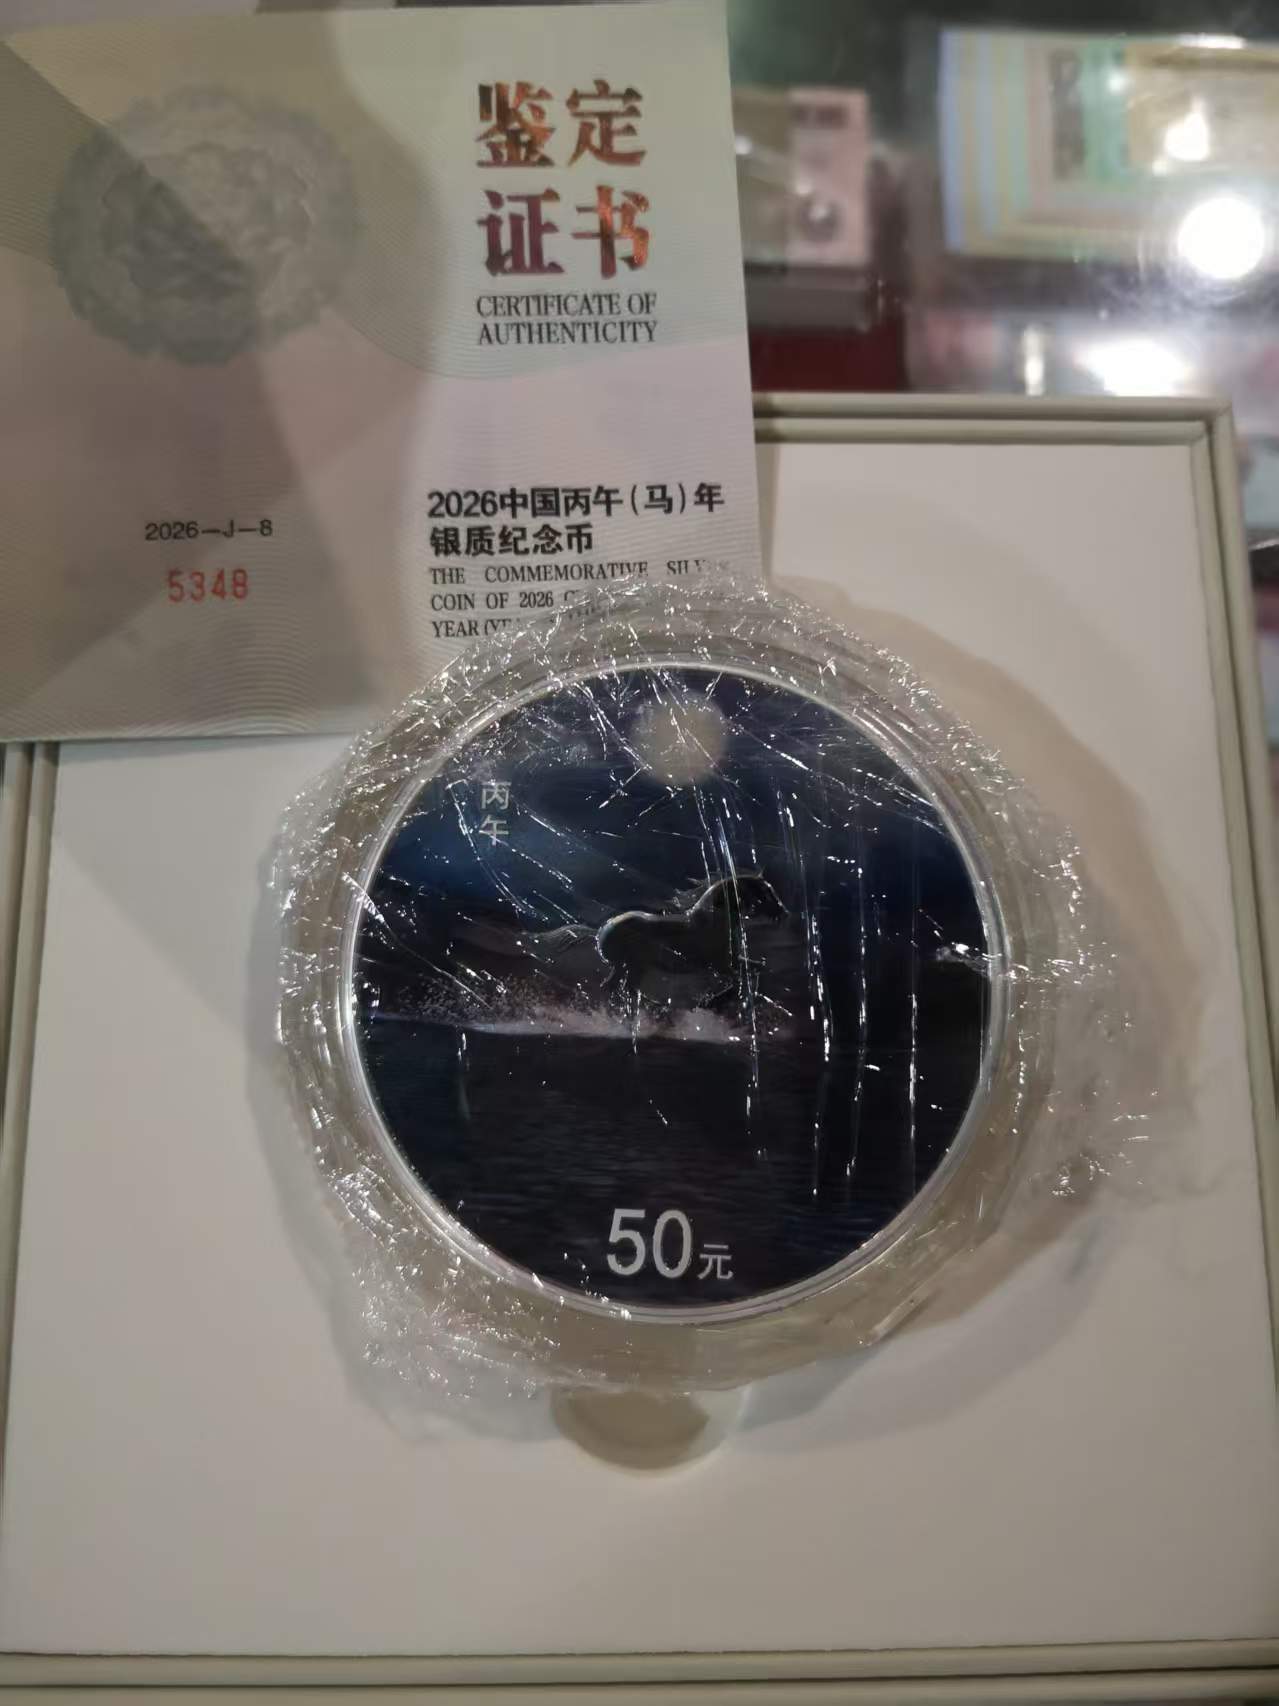 鉴定
证书
CERTIFICATE OF
AUTHENTICITY
2026-J-8
5348
2026中国丙午(马)年
银质纪念币
THE COMMEMORATIVE
COIN OF 2026
YEAR
丙
午
50元